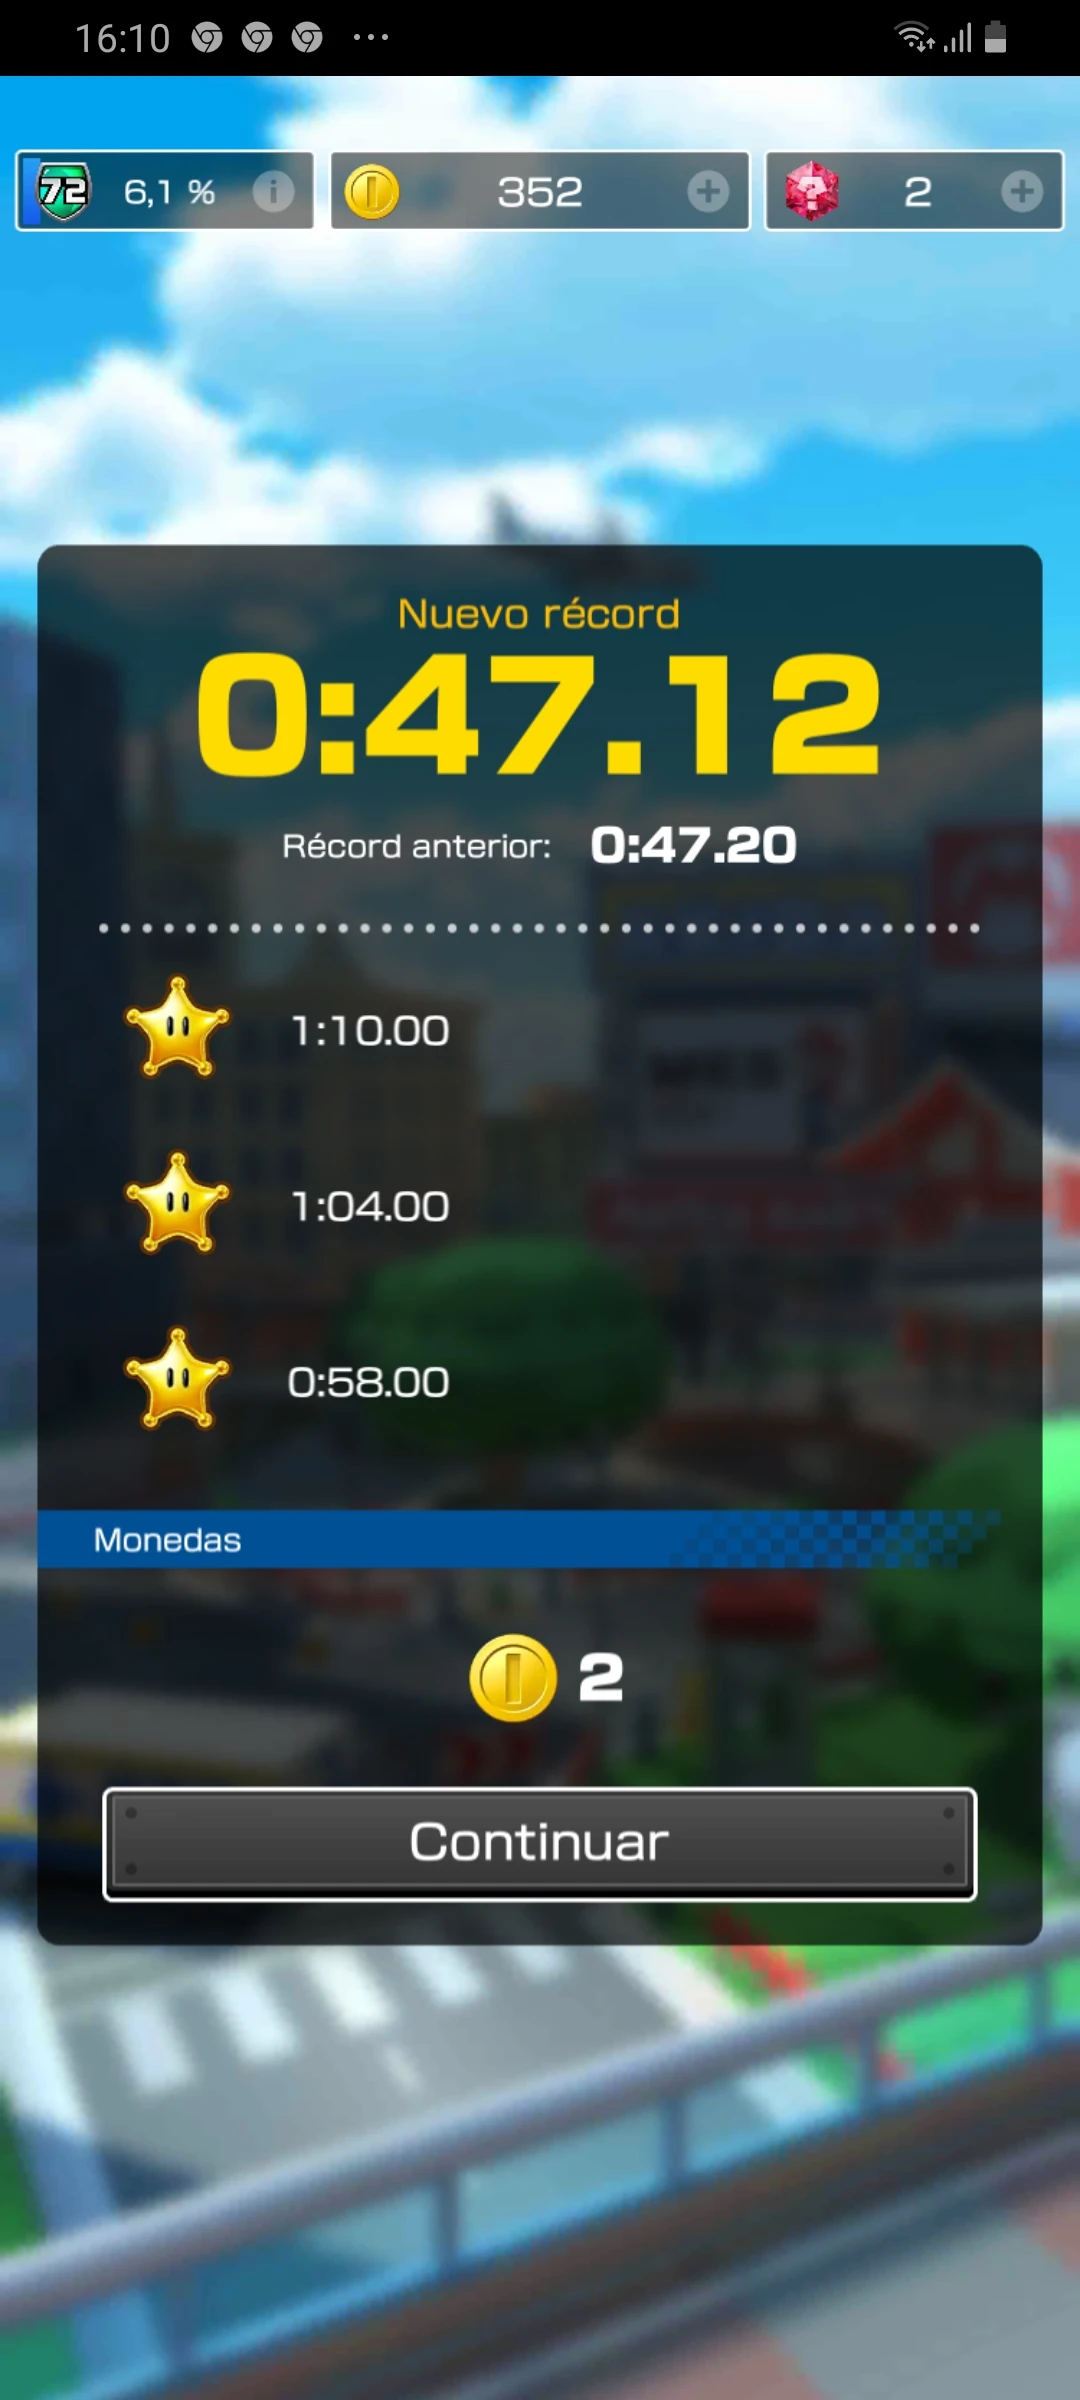 16:10
72 6,1 % i 352 + ? 2 +
Nuevo récord
0:47.12
Récord anterior: 0:47.20
1:10.00
1:04.00
0:58.00
Monedas
2
Continuar